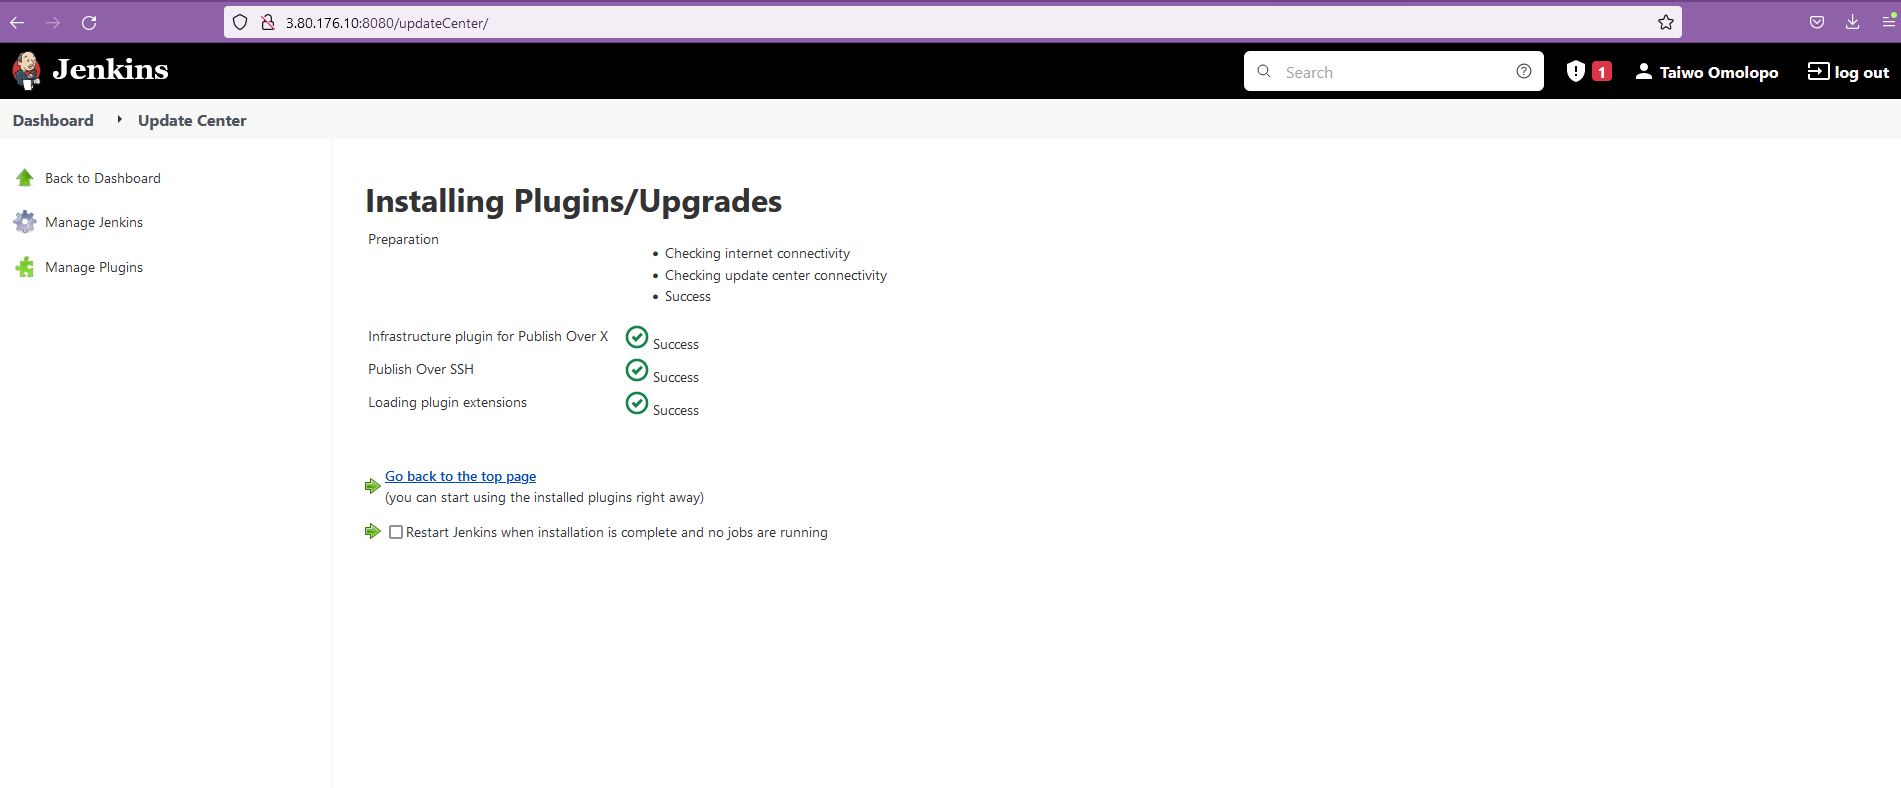 3.80.176.10:8080/updateCenter/
Jenkins
Search
1
Taiwo Omolopo
log out
Dashboard
Update Center
Back to Dashboard
Manage Jenkins
Manage Plugins
Installing Plugins/Upgrades
Preparation
Checking internet connectivity
Checking update center connectivity
Success
Infrastructure plugin for Publish Over X
Success
Publish Over SSH
Success
Loading plugin extensions
Success
Go back to the top page
(you can start using the installed plugins right away)
Restart Jenkins when installation is complete and no jobs are running